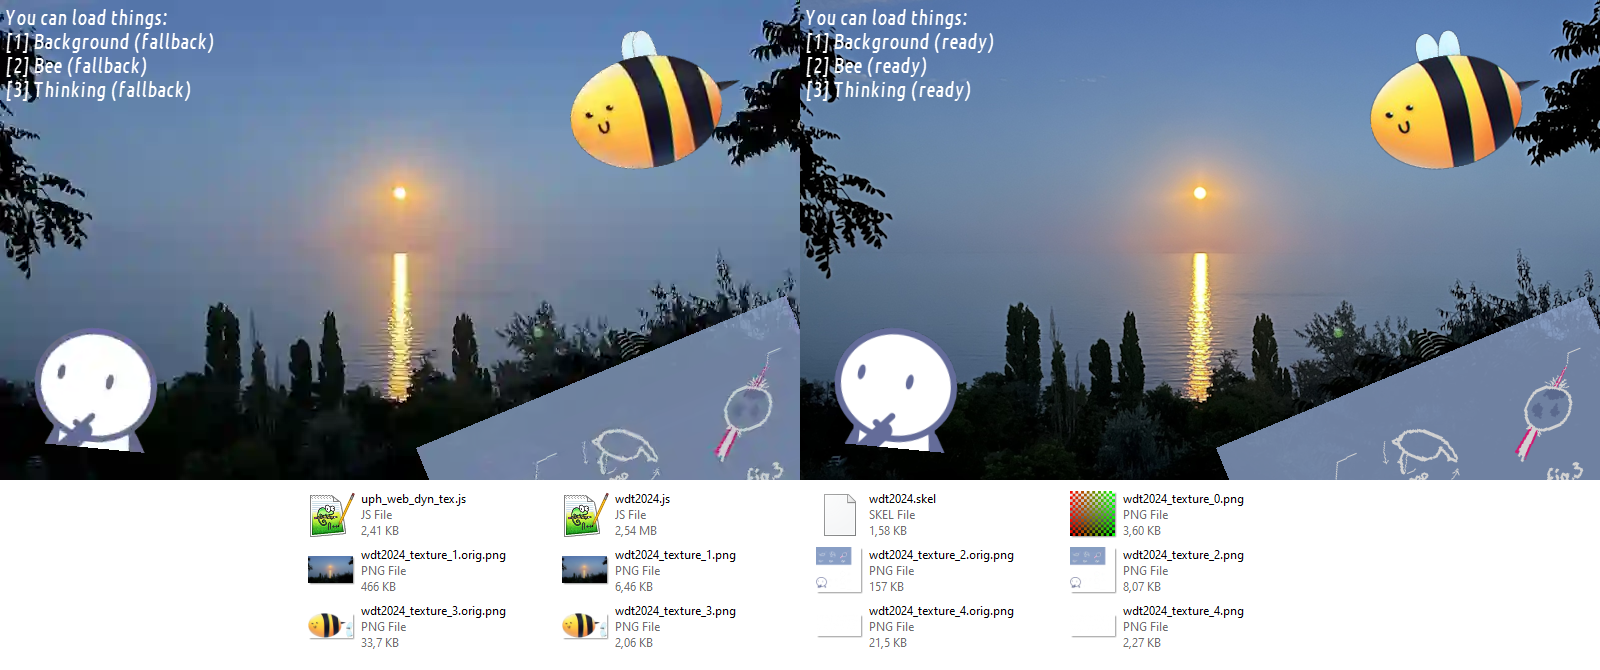 You can load things:
[1] Background (fallback)
[2] Bee (fallback)
[3] Thinking (fallback)
You can load things:
[1] Background (ready)
[2] Bee (ready)
[3] Thinking (ready)
fig.3
fig.3
uph_web_dyn_tex.js
JS File
2,41 KB
wdt2024.js
JS File
2,54 MB
wdt2024.skel
SKEL File
1,58 KB
wdt2024_texture_0.png
PNG File
3,60 KB
wdt2024_texture_1.orig.png
PNG File
466 KB
wdt2024_texture_1.png
PNG File
6,46 KB
wdt2024_texture_2.orig.png
PNG File
157 KB
wdt2024_texture_2.png
PNG File
8,07 KB
wdt2024_texture_3.orig.png
PNG File
33,7 KB
wdt2024_texture_3.png
PNG File
2,06 KB
wdt2024_texture_4.orig.png
PNG File
21,5 KB
wdt2024_texture_4.png
PNG File
2,27 KB